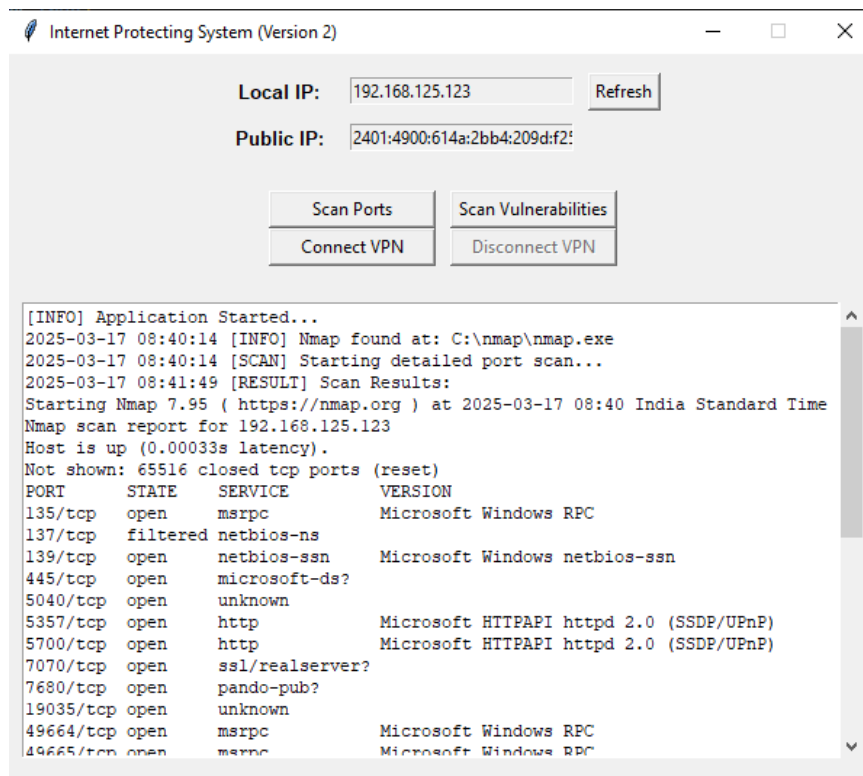 Internet Protecting System (Version 2)
Local IP: 192.168.125.123 Refresh
Public IP: 2401:4900:614a:2bb4:209d:f25
Scan Ports Scan Vulnerabilities
Connect VPN Disconnect VPN
[INFO] Application Started...
2025-03-17 08:40:14 [INFO] Nmap found at: C:\nmap\nmap.exe
2025-03-17 08:40:14 [SCAN] Starting detailed port scan...
2025-03-17 08:41:49 [RESULT] Scan Results:
Starting Nmap 7.95 ( https://nmap.org ) at 2025-03-17 08:40 India Standard Time
Nmap scan report for 192.168.125.123
Host is up (0.00033s latency).
Not shown: 65516 closed tcp ports (reset)
PORT STATE SERVICE VERSION
135/tcp open msrpc Microsoft Windows RPC
137/tcp filtered netbios-ns
139/tcp open netbios-ssn Microsoft Windows netbios-ssn
445/tcp open microsoft-ds?
5040/tcp open unknown
5357/tcp open http Microsoft HTTPAPI httpd 2.0 (SSDP/UPnP)
5700/tcp open http Microsoft HTTPAPI httpd 2.0 (SSDP/UPnP)
7070/tcp open ssl/realserver?
7680/tcp open pando-pub?
19035/tcp open unknown
49664/tcp open msrpc Microsoft Windows RPC
49665/tcp open msrpc Microsoft Windows RPC